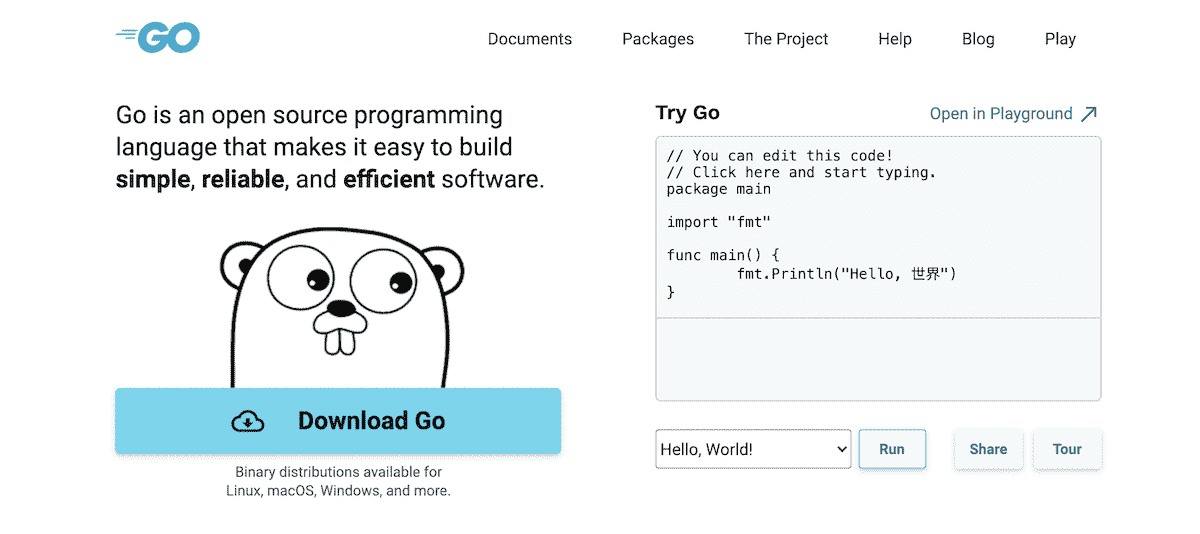 GO
Documents Packages The Project Help Blog Play
Go is an open source programming
language that makes it easy to build
simple, reliable, and efficient software.
Download Go
Binary distributions available for
Linux, macOS, Windows, and more.
Try Go
Open in Playground
// You can edit this code!
// Click here and start typing.
package main
import "fmt"
func main() {
        fmt.Println("Hello, 世界")
}
Hello, World!
Run
Share
Tour